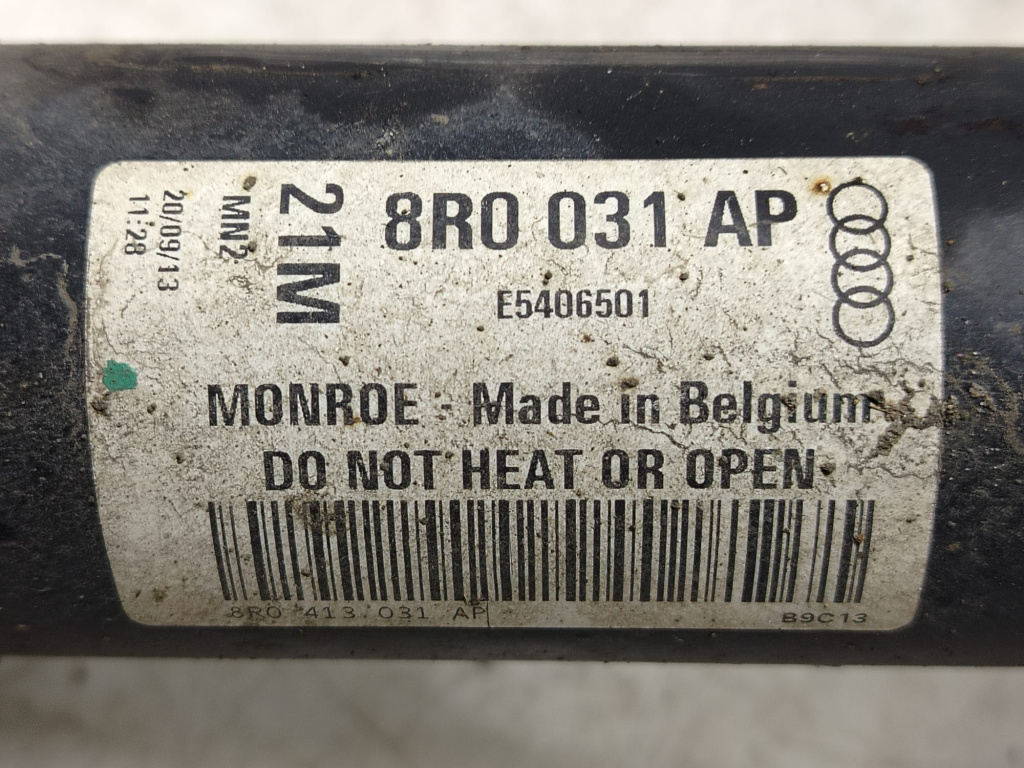 8R0 031 AP
E5406501
MONROE - Made in Belgium
DO NOT HEAT OR OPEN
8R0 413 031 AP
B9C13
21M
MN2
20/09/13
11:28